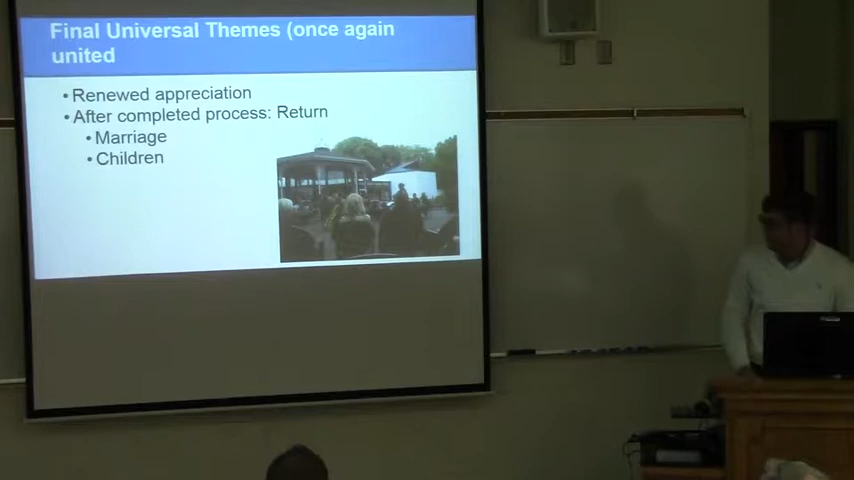 Final Universal Themes (once again
united
• Renewed appreciation
• After completed process: Return
• Marriage
• Children